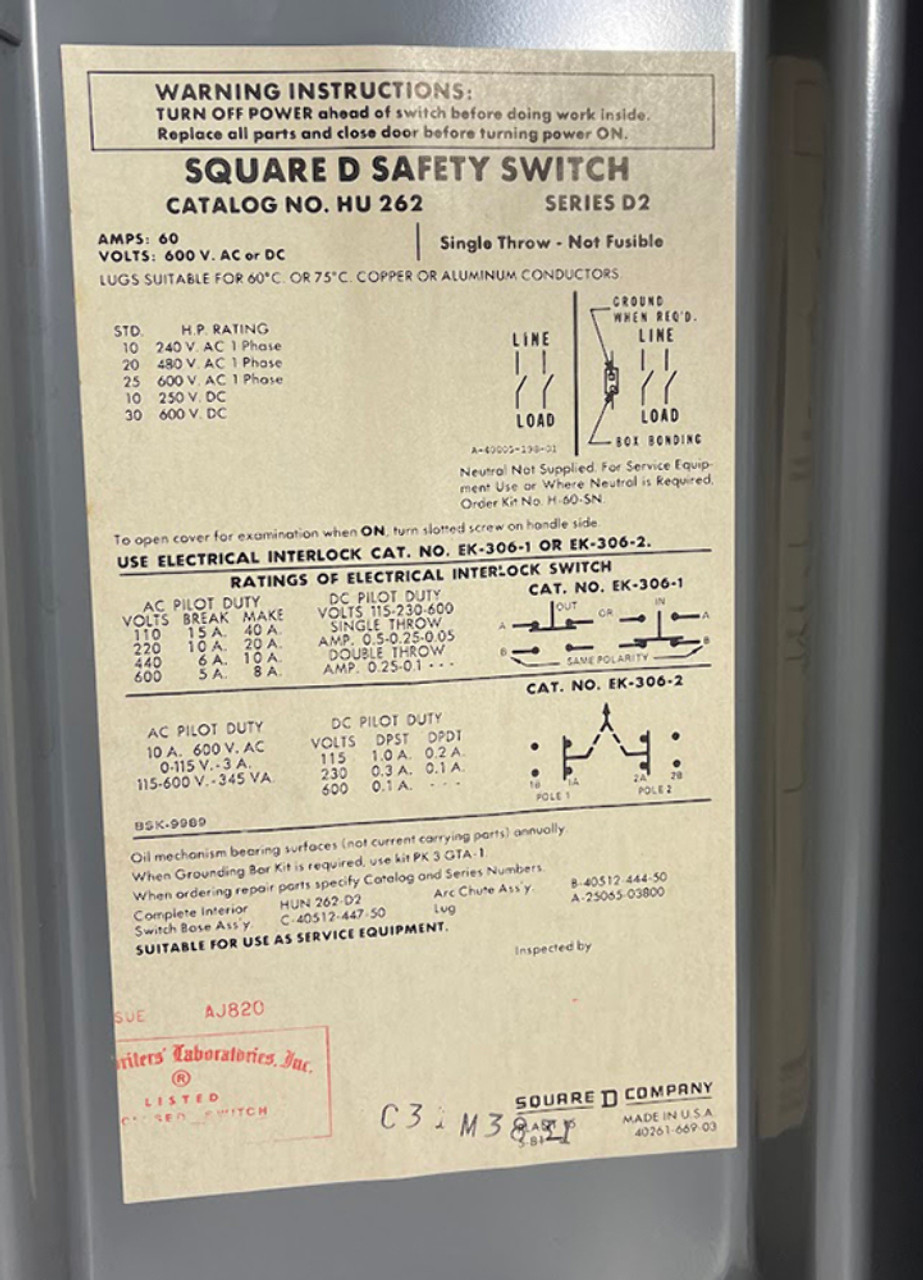 WARNING INSTRUCTIONS:
TURN OFF POWER ahead of switch before doing work inside.
Replace all parts and close door before turning power ON.
SQUARE D SAFETY SWITCH
CATALOG NO. HU 262 SERIES D2
AMPS: 60
VOLTS: 600 V. AC or DC
Single Throw - Not Fusible
LUGS SUITABLE FOR 60°C. OR 75°C. COPPER OR ALUMINUM CONDUCTORS.
STD. H.P. RATING
10 240 V. AC 1 Phase
20 480 V. AC 1 Phase
25 600 V. AC 1 Phase
10 250 V. DC
30 600 V. DC
LINE
LOAD
A-40005-198-01
GROUND
WHEN REQ'D.
LINE
LOAD
BOX BONDING
Neutral Not Supplied. For Service Equip-
ment Use or Where Neutral is Required,
Order Kit No. H-60-SN.
To open cover for examination when ON, turn slotted screw on handle side.
USE ELECTRICAL INTERLOCK CAT. NO. EK-306-1 OR EK-306-2.
RATINGS OF ELECTRICAL INTERLOCK SWITCH
AC PILOT DUTY
VOLTS BREAK MAKE
110 15 A. 40 A.
220 10 A. 20 A.
440 6 A. 10 A.
600 5 A. 8 A.
DC PILOT DUTY
VOLTS 115-230-600
SINGLE THROW
AMP. 0.5-0.25-0.05
DOUBLE THROW
AMP. 0.25-0.1 - - -
CAT. NO. EK-306-1
OUT OR IN
A A
B B
SAME POLARITY
CAT. NO. EK-306-2
AC PILOT DUTY
10 A. 600 V. AC
0-115 V.-3 A.
115-600 V.-345 VA.
DC PILOT DUTY
VOLTS DPST DPDT
115 1.0 A. 0.2 A.
230 0.3 A. 0.1 A.
600 0.1 A. - - -
1B 1A 2A 2B
POLE 1 POLE 2
BSK-9989
Oil mechanism bearing surfaces (not current carrying parts) annually.
When Grounding Bar Kit is required, use kit PK 3 GTA-1.
When ordering repair parts specify Catalog and Series Numbers.
Complete Interior HUN 262-D2 Arc Chute Ass'y. B-40512-444-50
Switch Base Ass'y. C-40512-447-50 Lug A-25065-03800
SUITABLE FOR USE AS SERVICE EQUIPMENT.
Inspected by
SUE AJ820
riters' Laboratories, Inc.
®
LISTED
SWITCH
SQUARE D COMPANY
MADE IN U.S.A.
40261-669-03